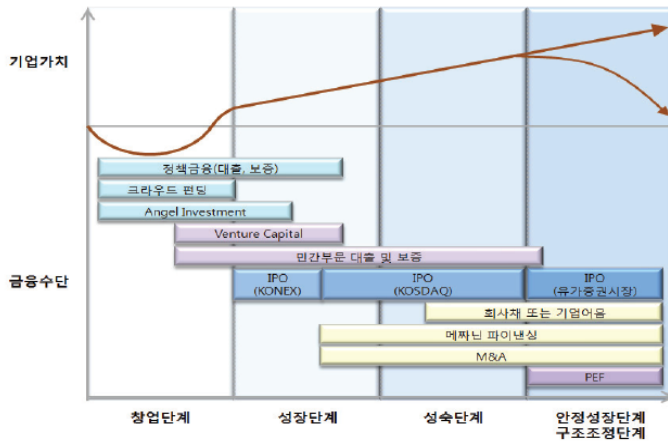 기업가치
정책금융(대출, 보증)
크라우드 펀딩
Angel Investment
Venture Capital
민간부문 대출 및 보증
금융수단
IPO
(KONEX)
IPO
(KOSDAQ)
IPO
(유가증권시장)
회사채 또는 기업어음
메짜닌 파이낸싱
M&A
PEF
창업단계
성장단계
성숙단계
안정성장단계
구조조정단계